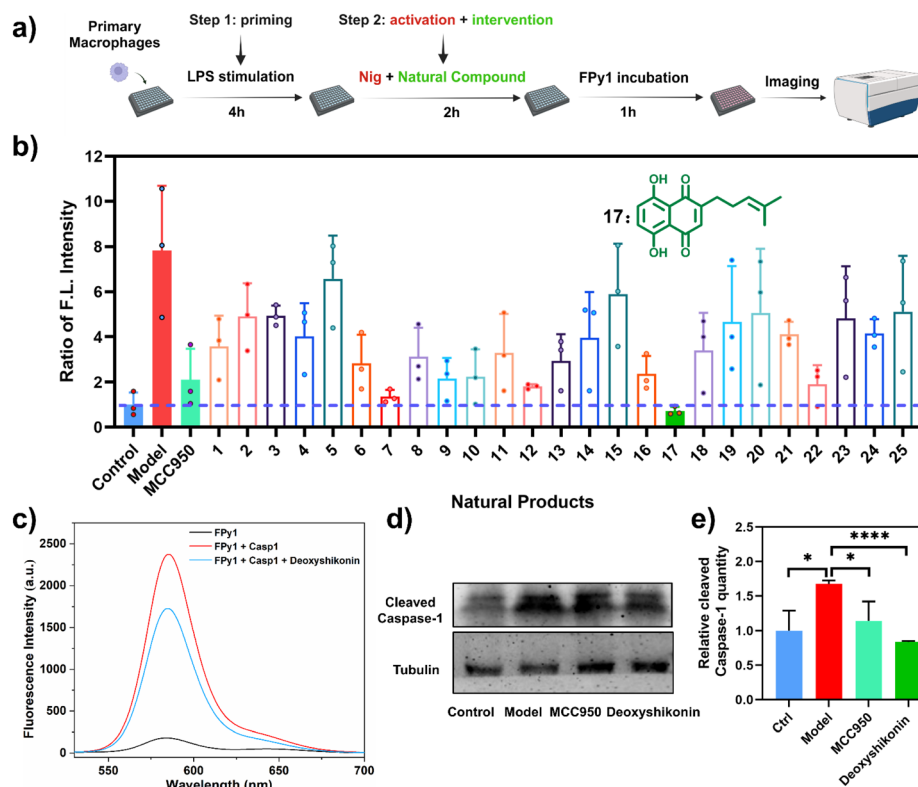 a)
Primary
Macrophages
Step 1: priming
LPS stimulation
4h
Step 2: activation + intervention
Nig + Natural Compound
2h
FPy1 incubation
1h
Imaging
b)
Ratio of F.L. Intensity
12
10
8
6
4
2
0
17:
OH
O
OH
O
Control
Model
MCC950
1
2
3
4
5
6
7
8
9
10
11
12
13
14
15
16
17
18
19
20
21
22
23
24
25
Natural Products
c)
Fluorescence Intensity (a.u.)
2500
2000
1500
1000
500
0
FPy1
FPy1 + Casp1
FPy1 + Casp1 + Deoxyshikonin
550
600
650
700
Wavelength (nm)
d)
Cleaved
Caspase-1
Tubulin
Control Model MCC950 Deoxyshikonin
e)
Relative cleaved
Caspase-1 quantity
2.5
2.0
1.5
1.0
0.5
0.0
*
*
****
Ctrl
Model
MCC950
Deoxyshikonin